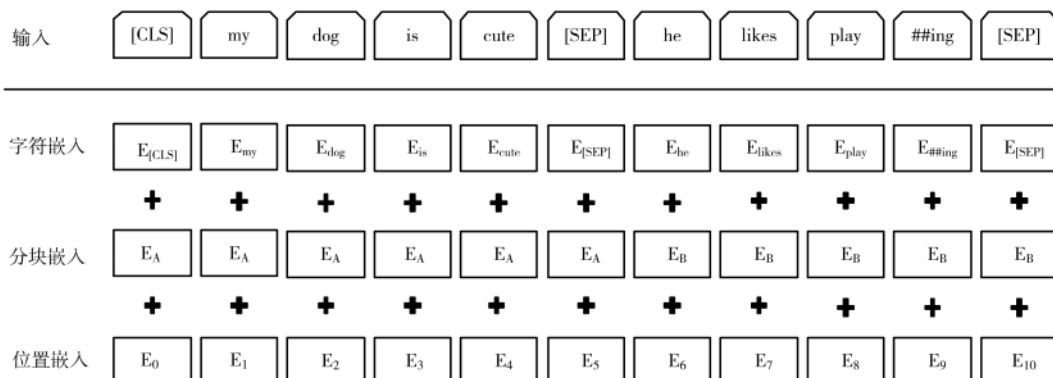 输入 [CLS] my dog is cute [SEP] he likes play ##ing [SEP]
字符嵌入 E[CLS] Emy Edog Eis Ecute E[SEP] Ehe Elikes Eplay E##ing E[SEP]
+ + + + + + + + + + +
分块嵌入 EA EA EA EA EA EA EB EB EB EB EB
+ + + + + + + + + + +
位置嵌入 E0 E1 E2 E3 E4 E5 E6 E7 E8 E9 E10